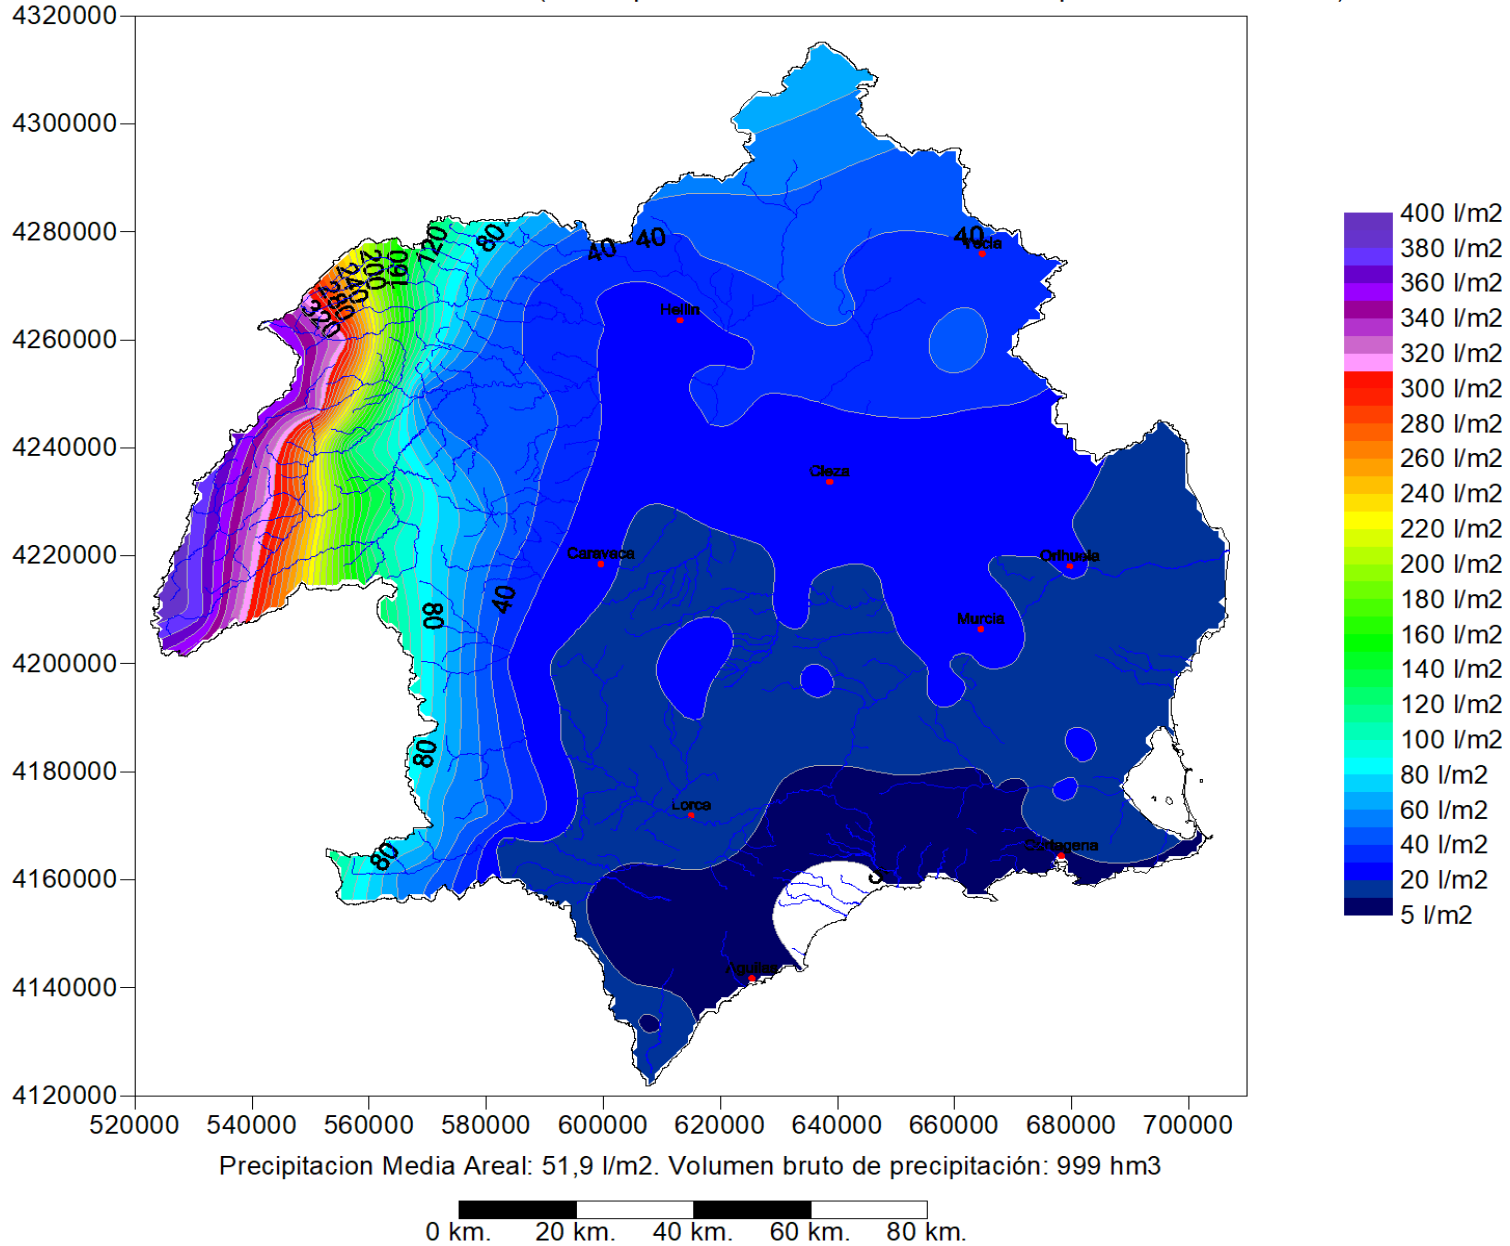 4320000
4300000
4280000
4260000
4240000
4220000
4200000
4180000
4160000
4140000
4120000
520000 540000 560000 580000 600000 620000 640000 660000 680000 700000
120
80
40
40
40
Yecla
200
160
240
280
320
Hellin
Cieza
Caravaca
Orihuela
40
80
Murcia
80
Lorca
80
Cartagena
Aguilas
400 l/m2
380 l/m2
360 l/m2
340 l/m2
320 l/m2
300 l/m2
280 l/m2
260 l/m2
240 l/m2
220 l/m2
200 l/m2
180 l/m2
160 l/m2
140 l/m2
120 l/m2
100 l/m2
80 l/m2
60 l/m2
40 l/m2
20 l/m2
5 l/m2
Precipitacion Media Areal: 51,9 l/m2. Volumen bruto de precipitación: 999 hm3
0 km. 20 km. 40 km. 60 km. 80 km.